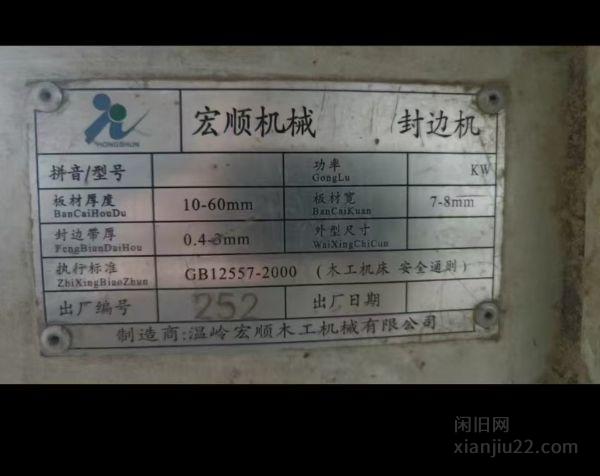 HONGSHUN
宏顺机械 封边机
拼音/型号 功率 GongLu KW
板材厚度 BanCaiHouDu 10-60mm 板材宽 BanCaiKuan 7-8mm
封边带厚 FengBianDaiHou 0.4-3mm 外型尺寸 WaiXingChiCun
执行标准 ZhiXingBiaoZhun GB12557-2000 (木工机床 安全通则)
出厂编号 252 出厂日期
制造商:温岭宏顺木工机械有限公司
闲旧网
xianjiu22.com